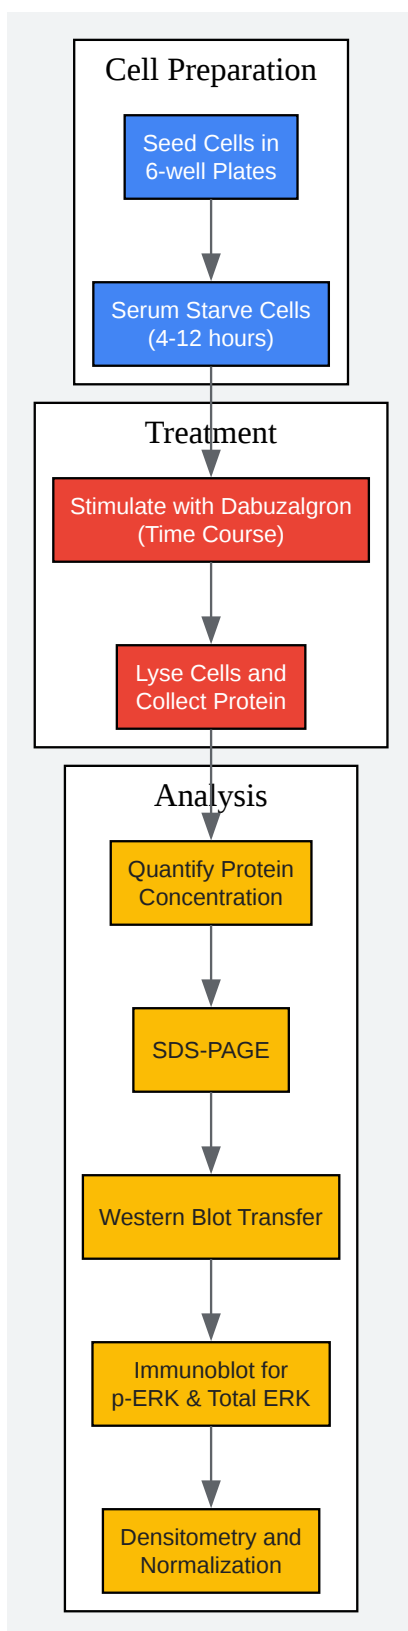 Cell Preparation
Seed Cells in
6-well Plates
Serum Starve Cells
(4-12 hours)
Treatment
Stimulate with Dabuzalgron
(Time Course)
Lyse Cells and
Collect Protein
Analysis
Quantify Protein
Concentration
SDS-PAGE
Western Blot Transfer
Immunoblot for
p-ERK & Total ERK
Densitometry and
Normalization